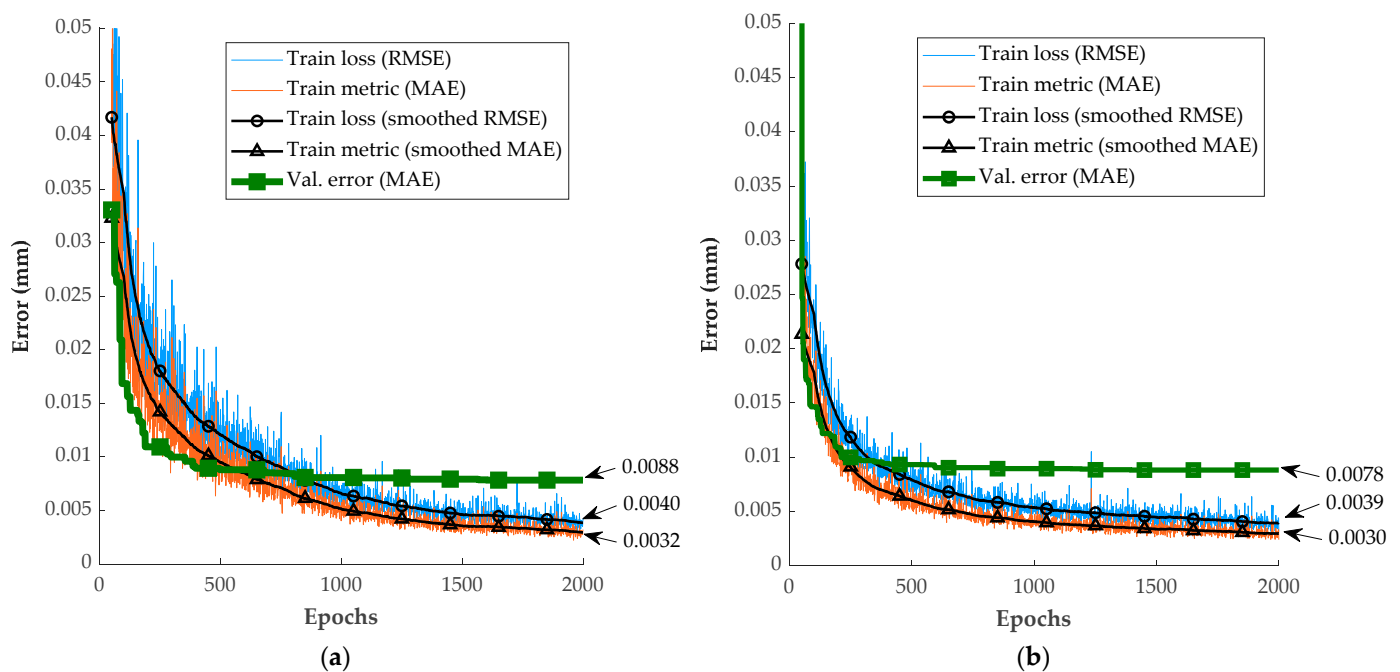 0.05
0.045
0.04
0.035
0.03
0.025
0.02
0.015
0.01
0.005
0
Error (mm)
Train loss (RMSE)
Train metric (MAE)
Train loss (smoothed RMSE)
Train metric (smoothed MAE)
Val. error (MAE)
0.0088
0.0040
0.0032
0 500 1000 1500 2000
Epochs
(a)
0.05
0.045
0.04
0.035
0.03
0.025
0.02
0.015
0.01
0.005
0
Error (mm)
Train loss (RMSE)
Train metric (MAE)
Train loss (smoothed RMSE)
Train metric (smoothed MAE)
Val. error (MAE)
0.0078
0.0039
0.0030
0 500 1000 1500 2000
Epochs
(b)